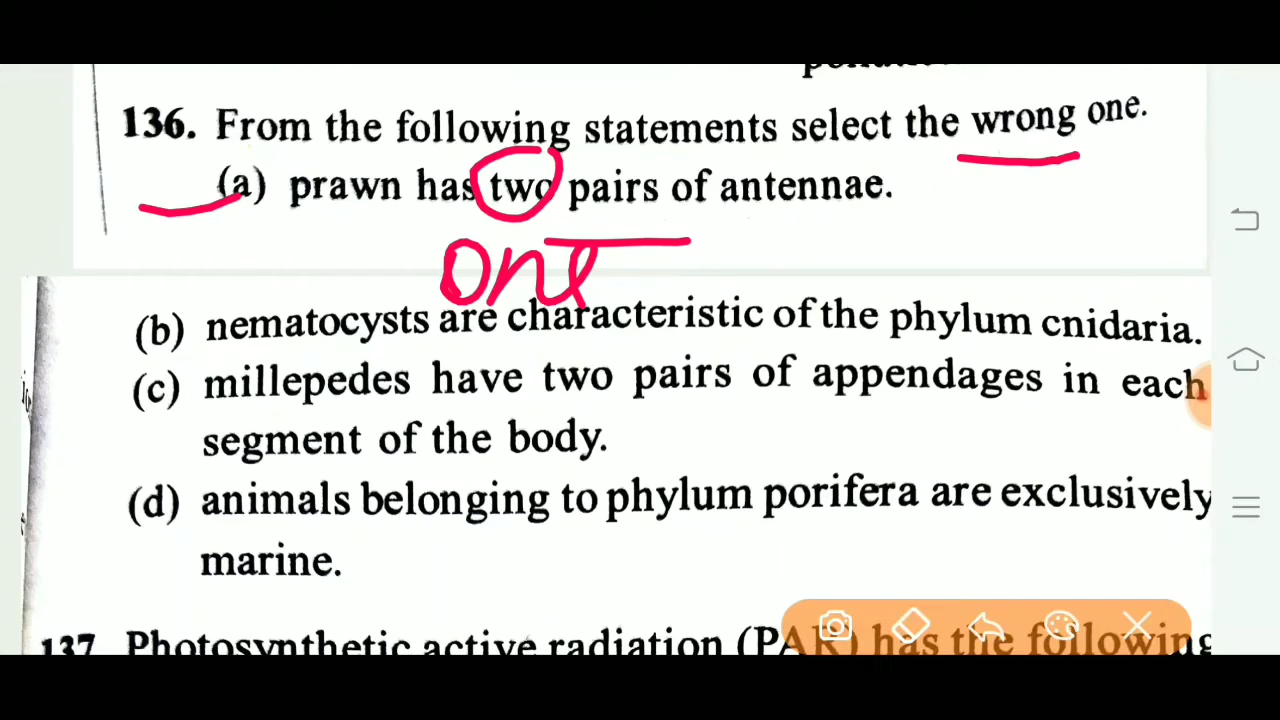 136. From the following statements select the wrong one.
(a) prawn has two pairs of antennae.
one
(b) nematocysts are characteristic of the phylum cnidaria.
(c) millepedes have two pairs of appendages in each
segment of the body.
(d) animals belonging to phylum porifera are exclusively
marine.
137 Photosynthetic active radiation (PAR) has the following